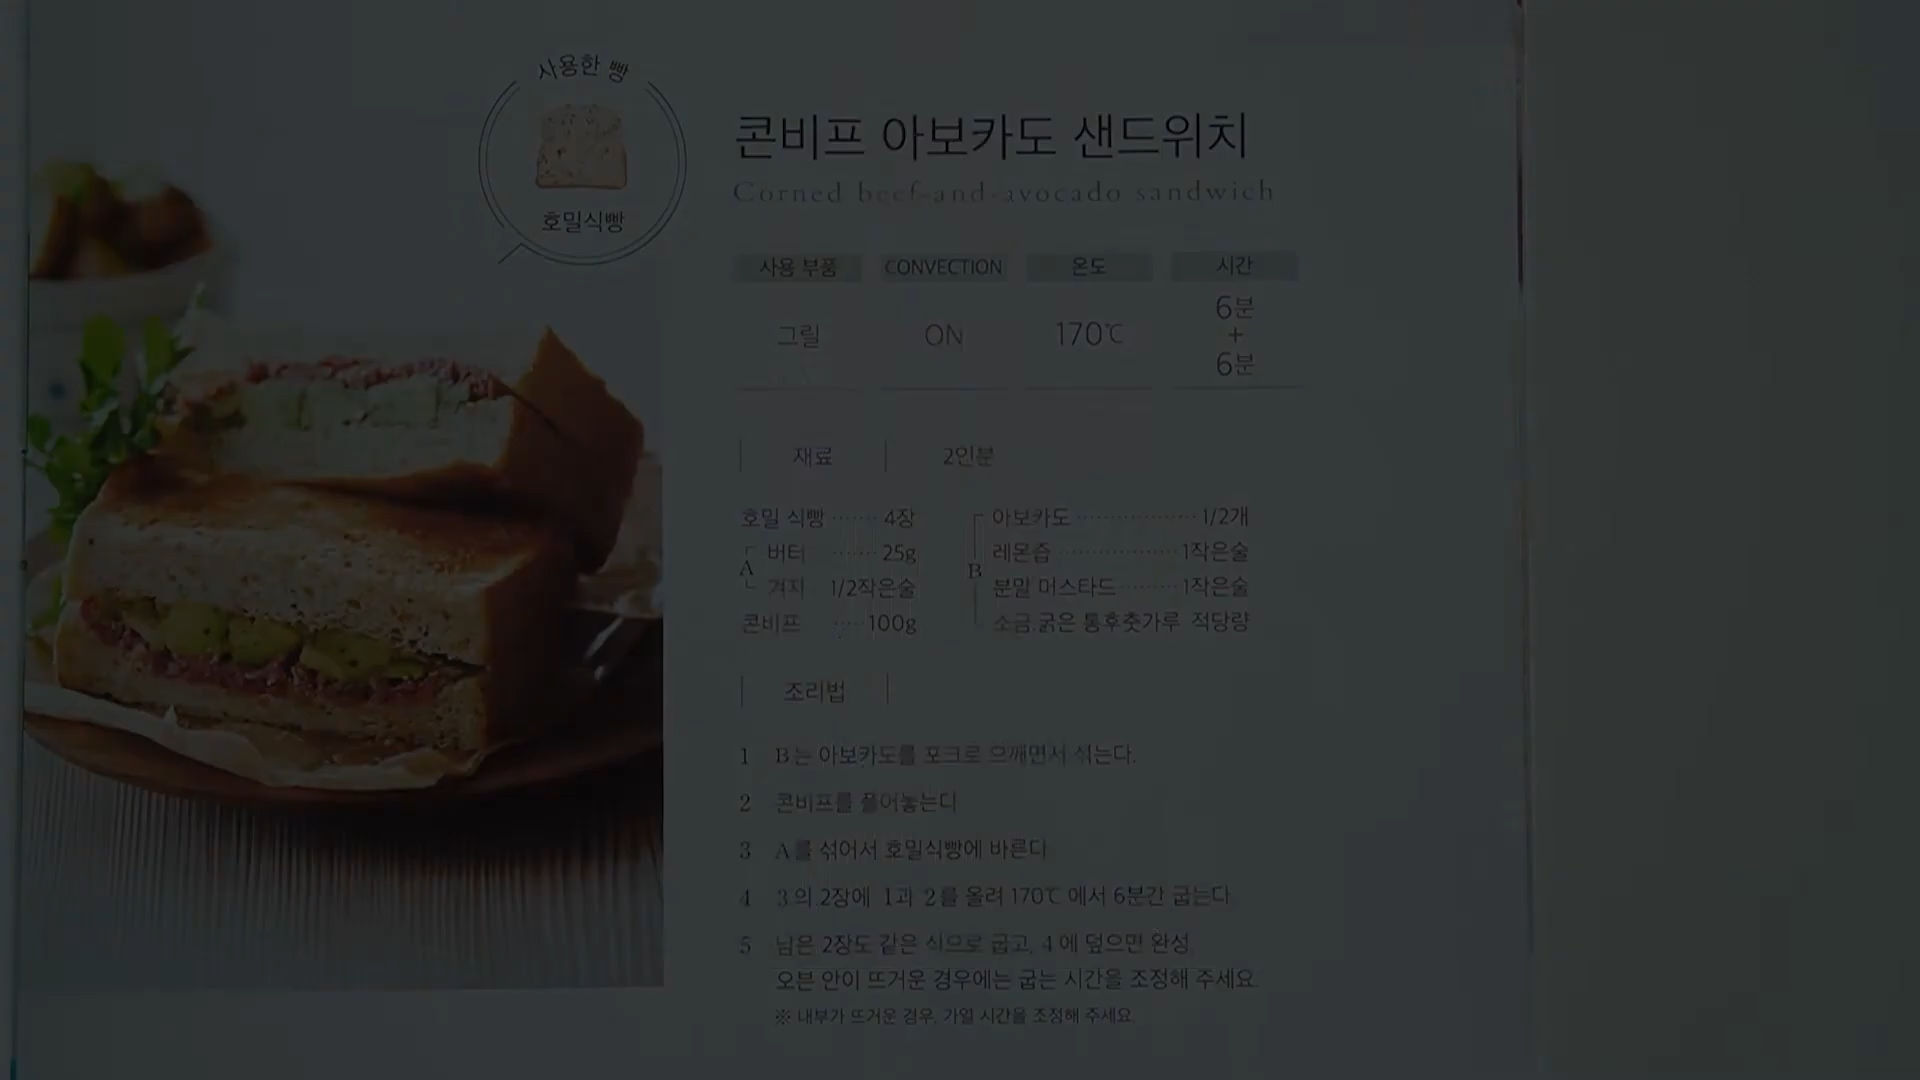 사용한 빵
호밀식빵
콘비프 아보카도 샌드위치
Corned beef-and-avocado sandwich
사용 부품 CONVECTION 온도 시간
그릴 ON 170℃ 6분 + 6분
재료 2인분
호밀 식빵 ······· 4장
A
버터 ······· 25g
겨자 1/2작은술
콘비프 ····· 100g
B
아보카도 ·················· 1/2개
레몬즙 ·················· 1작은술
분말 머스타드 ········· 1작은술
소금.굵은 통후춧가루 적당량
조리법
1 B는 아보카도를 포크로 으깨면서 섞는다.
2 콘비프를 풀어놓는다
3 A를 섞어서 호밀식빵에 바른다
4 3의 2장에 1과 2를 올려 170℃ 에서 6분간 굽는다
5 남은 2장도 같은 식으로 굽고, 4에 덮으면 완성.
오븐 안이 뜨거운 경우에는 굽는 시간을 조정해 주세요.
※ 내부가 뜨거운 경우, 가열 시간을 조정해 주세요.